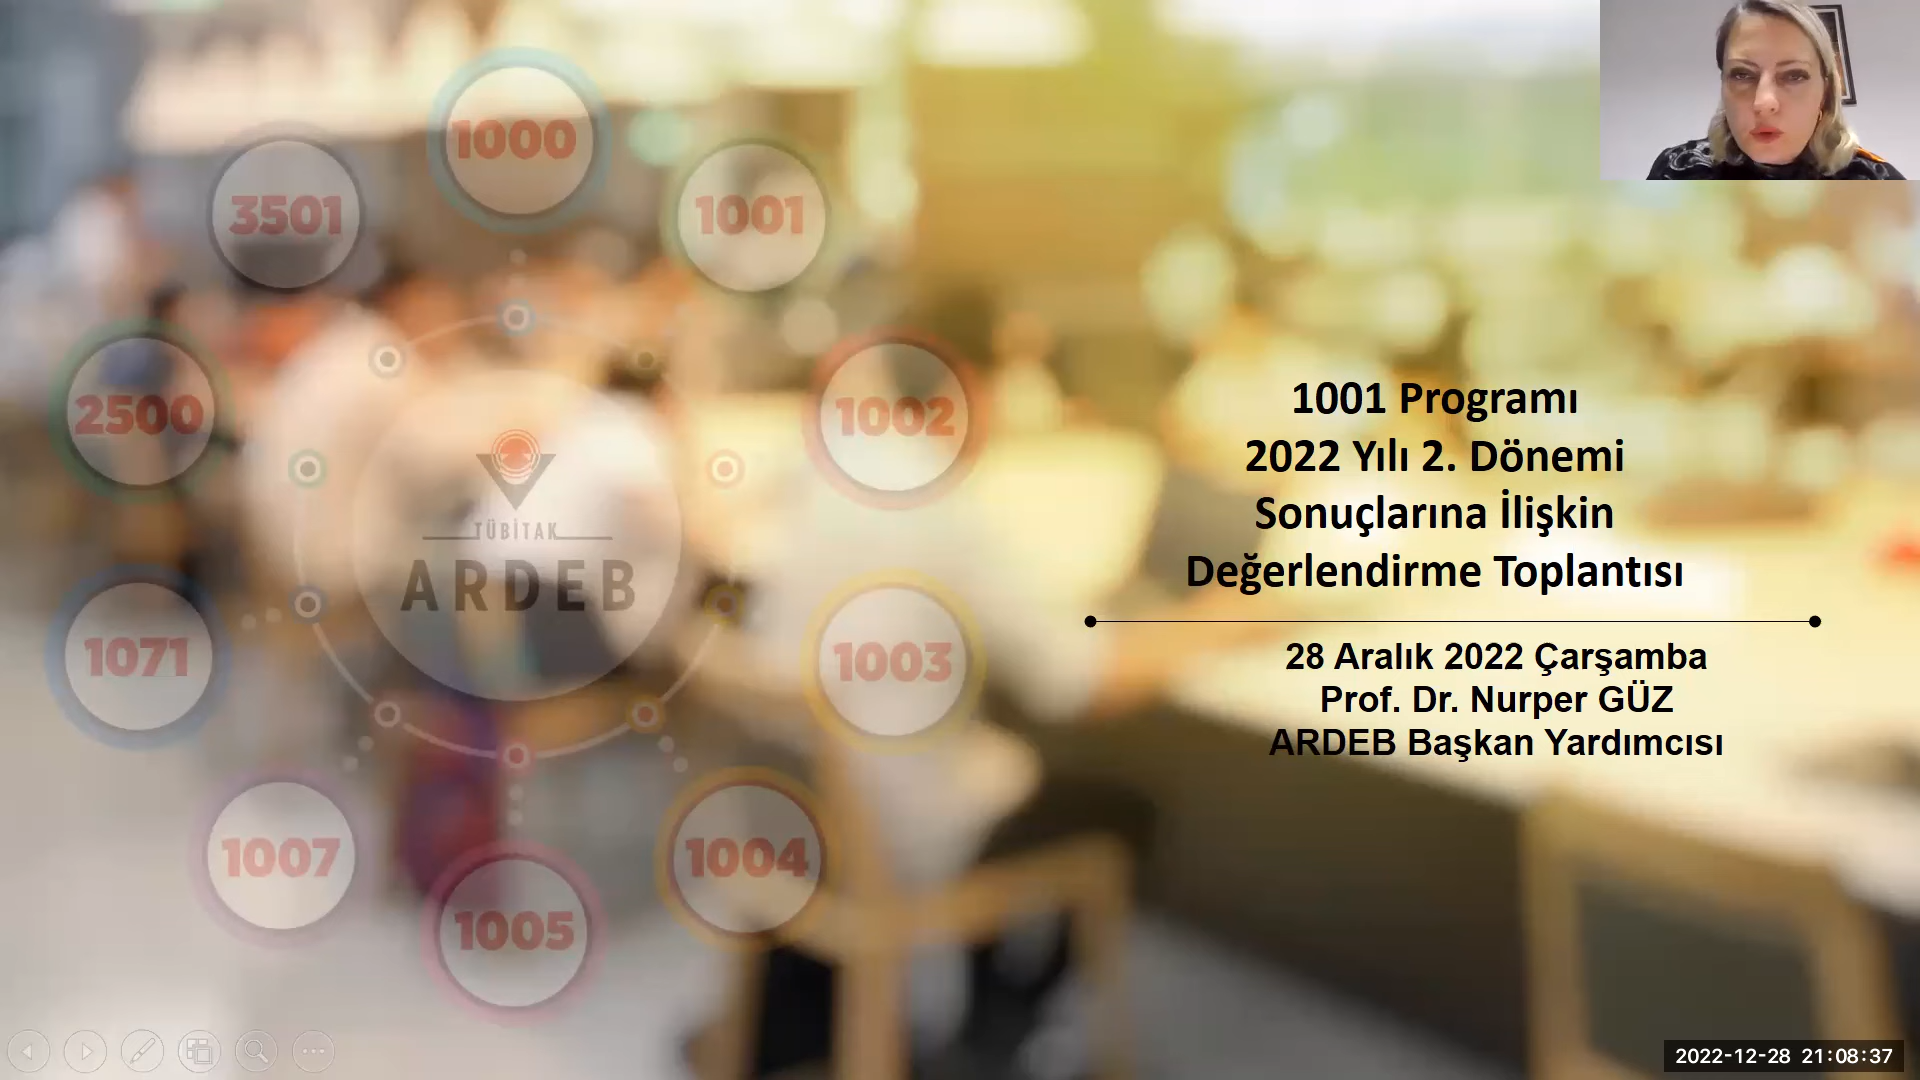 1000
3501
1001
2500
1002
TÜBİTAK
ARDEB
1071
1003
1007
1004
1005
1001 Programı
2022 Yılı 2. Dönemi
Sonuçlarına İlişkin
Değerlendirme Toplantısı
28 Aralık 2022 Çarşamba
Prof. Dr. Nurper GÜZ
ARDEB Başkan Yardımcısı
2022-12-28 21:08:37